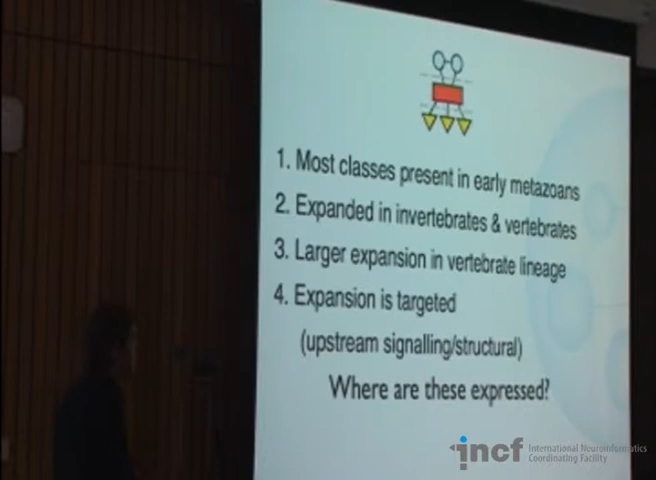 1. Most classes present in early metazoans
2. Expanded in invertebrates & vertebrates
3. Larger expansion in vertebrate lineage
4. Expansion is targeted
(upstream signalling/structural)
Where are these expressed?
incf
International Neuroinformatics
Coordinating Facility